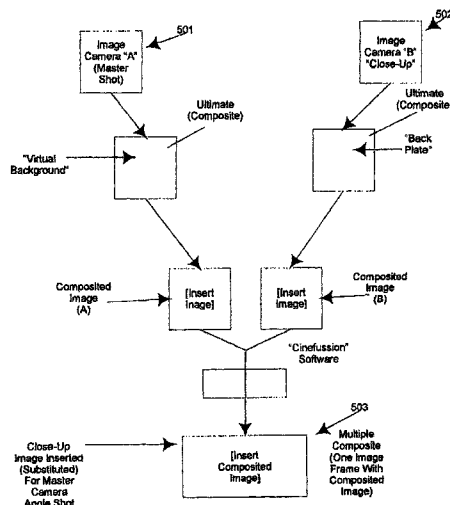 501
502
Image
Camera "A"
(Master
Shot)
Image
Camera "B"
"Close-Up"
Ultimate
(Composite)
Ultimate
(Composite)
"Virtual
Background"
"Back
Plate"
Composited
Image
(A)
[Insert
Image]
[Insert
Image]
Composited
Image
(B)
"Cinefussion"
Software
503
Close-Up
Image Inserted
(Substituted)
For Master
Camera
Angle Shot
[Insert
Composited
Image]
Multiple
Composite
(One Image
Frame With
Composited
Image)